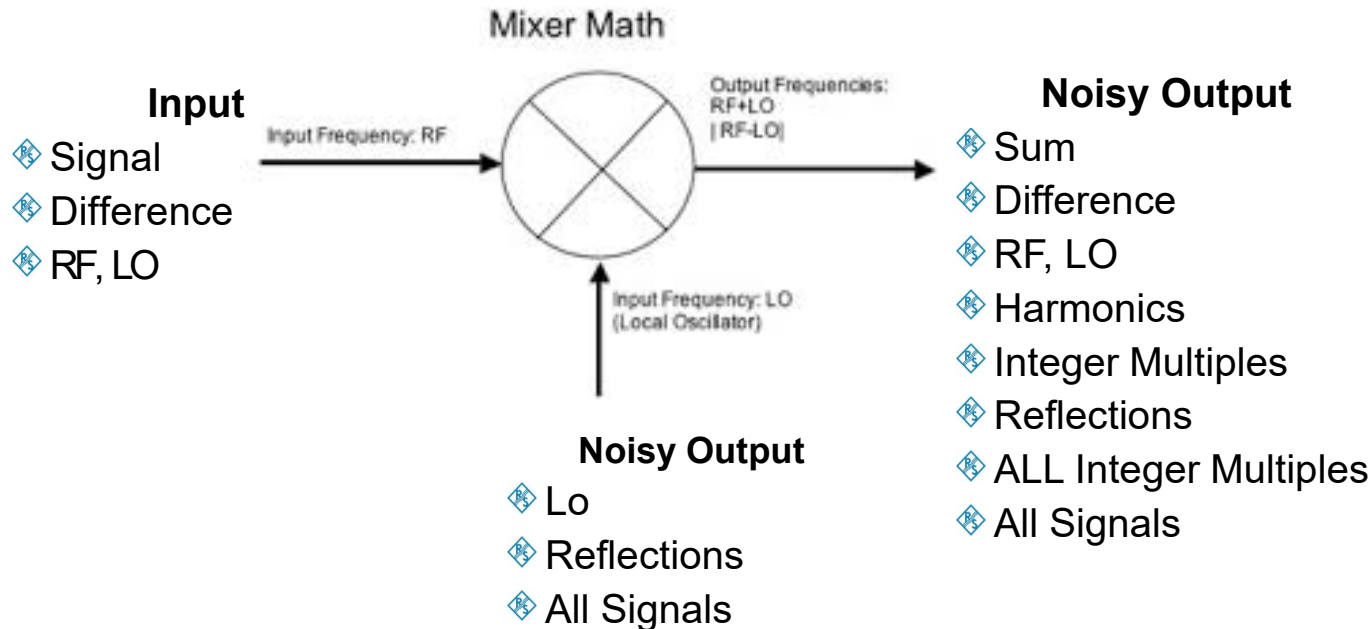 Mixer Math
Input
Signal
Difference
RF, LO
Input Frequency: RF
Output Frequencies:
RF+LO
| RF-LO|
Input Frequency: LO
(Local Oscillator)
Noisy Output
Lo
Reflections
All Signals
Noisy Output
Sum
Difference
RF, LO
Harmonics
Integer Multiples
Reflections
ALL Integer Multiples
All Signals